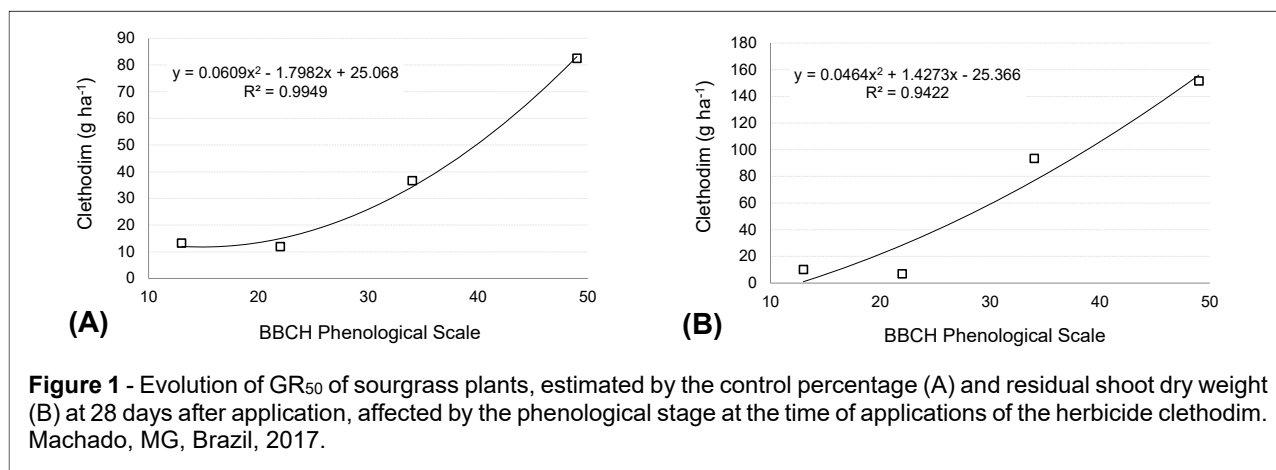 90
80
70
60
50
40
30
20
10
0
y = 0.0609x² - 1.7982x + 25.068
R² = 0.9949
Clethodim (g ha⁻¹)
10 20 30 40 50
BBCH Phenological Scale
(A)
180
160
140
120
100
80
60
40
20
0
y = 0.0464x² + 1.4273x - 25.366
R² = 0.9422
Clethodim (g ha⁻¹)
10 20 30 40 50
BBCH Phenological Scale
(B)
Figure 1 - Evolution of GR₅₀ of sourgrass plants, estimated by the control percentage (A) and residual shoot dry weight
(B) at 28 days after application, affected by the phenological stage at the time of applications of the herbicide clethodim.
Machado, MG, Brazil, 2017.